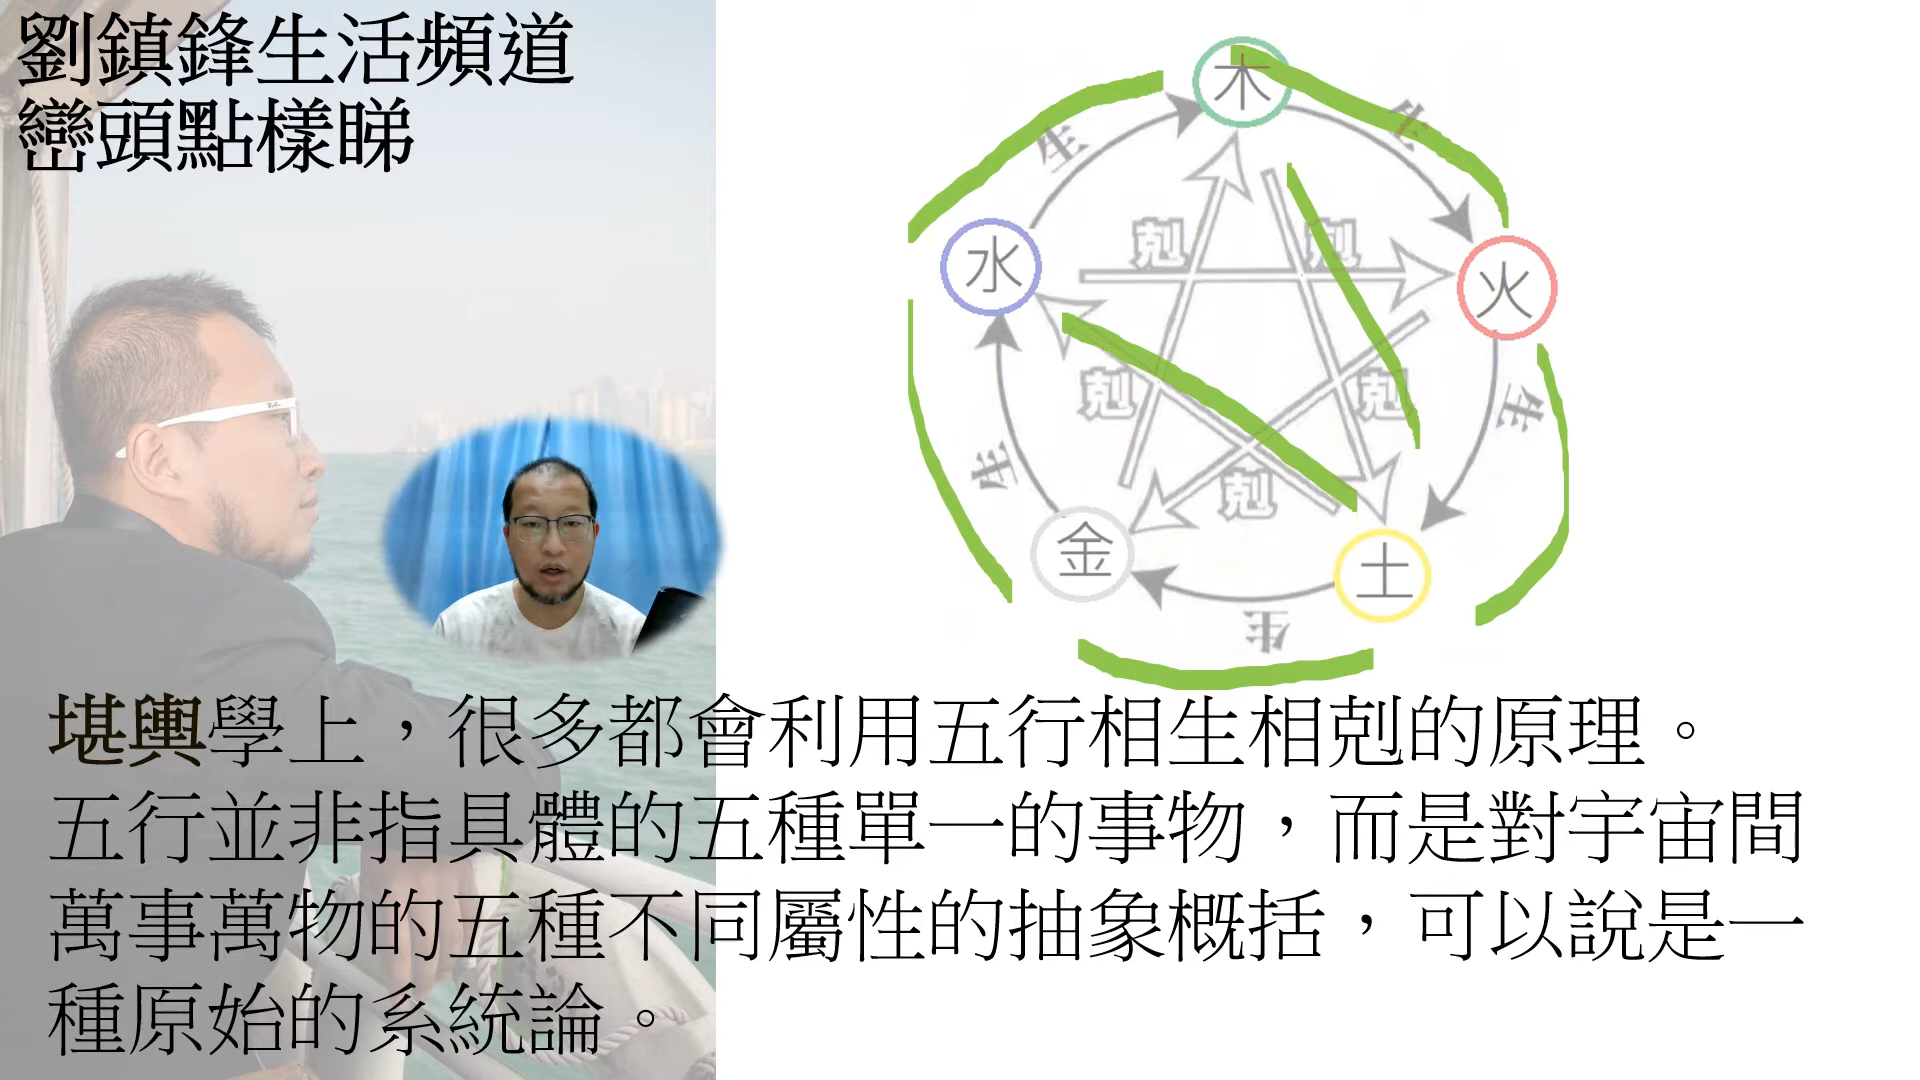 劉鎮鋒生活頻道
巒頭點樣睇
木
生
生
水
剋
剋
火
剋
剋
生
生
剋
金
土
生
堪輿學上，很多都會利用五行相生相剋的原理。
五行並非指具體的五種單一的事物，而是對宇宙間
萬事萬物的五種不同屬性的抽象概括，可以說是一
種原始的系統論。